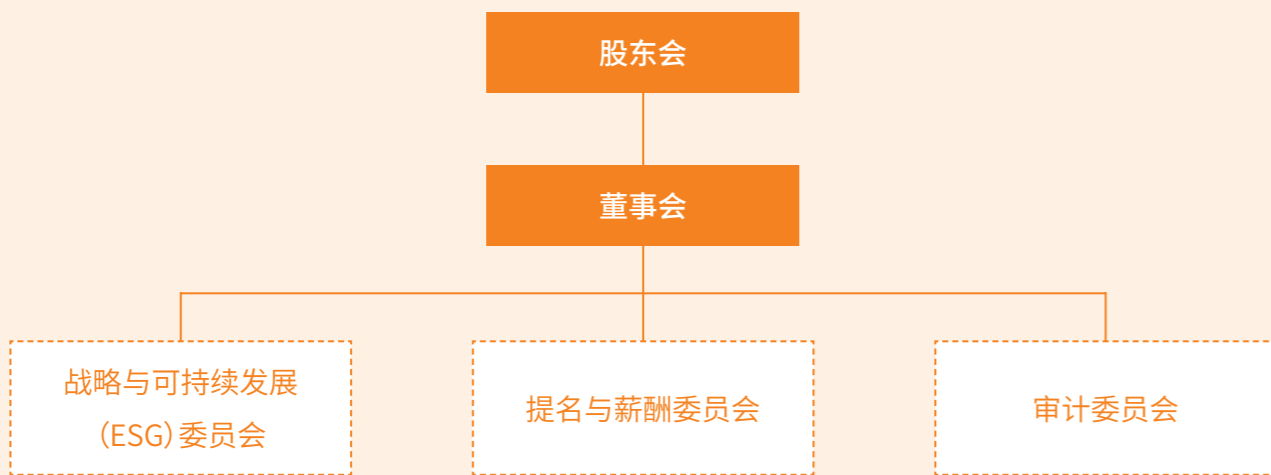 股东会
董事会
战略与可持续发展
（ESG）委员会
提名与薪酬委员会
审计委员会